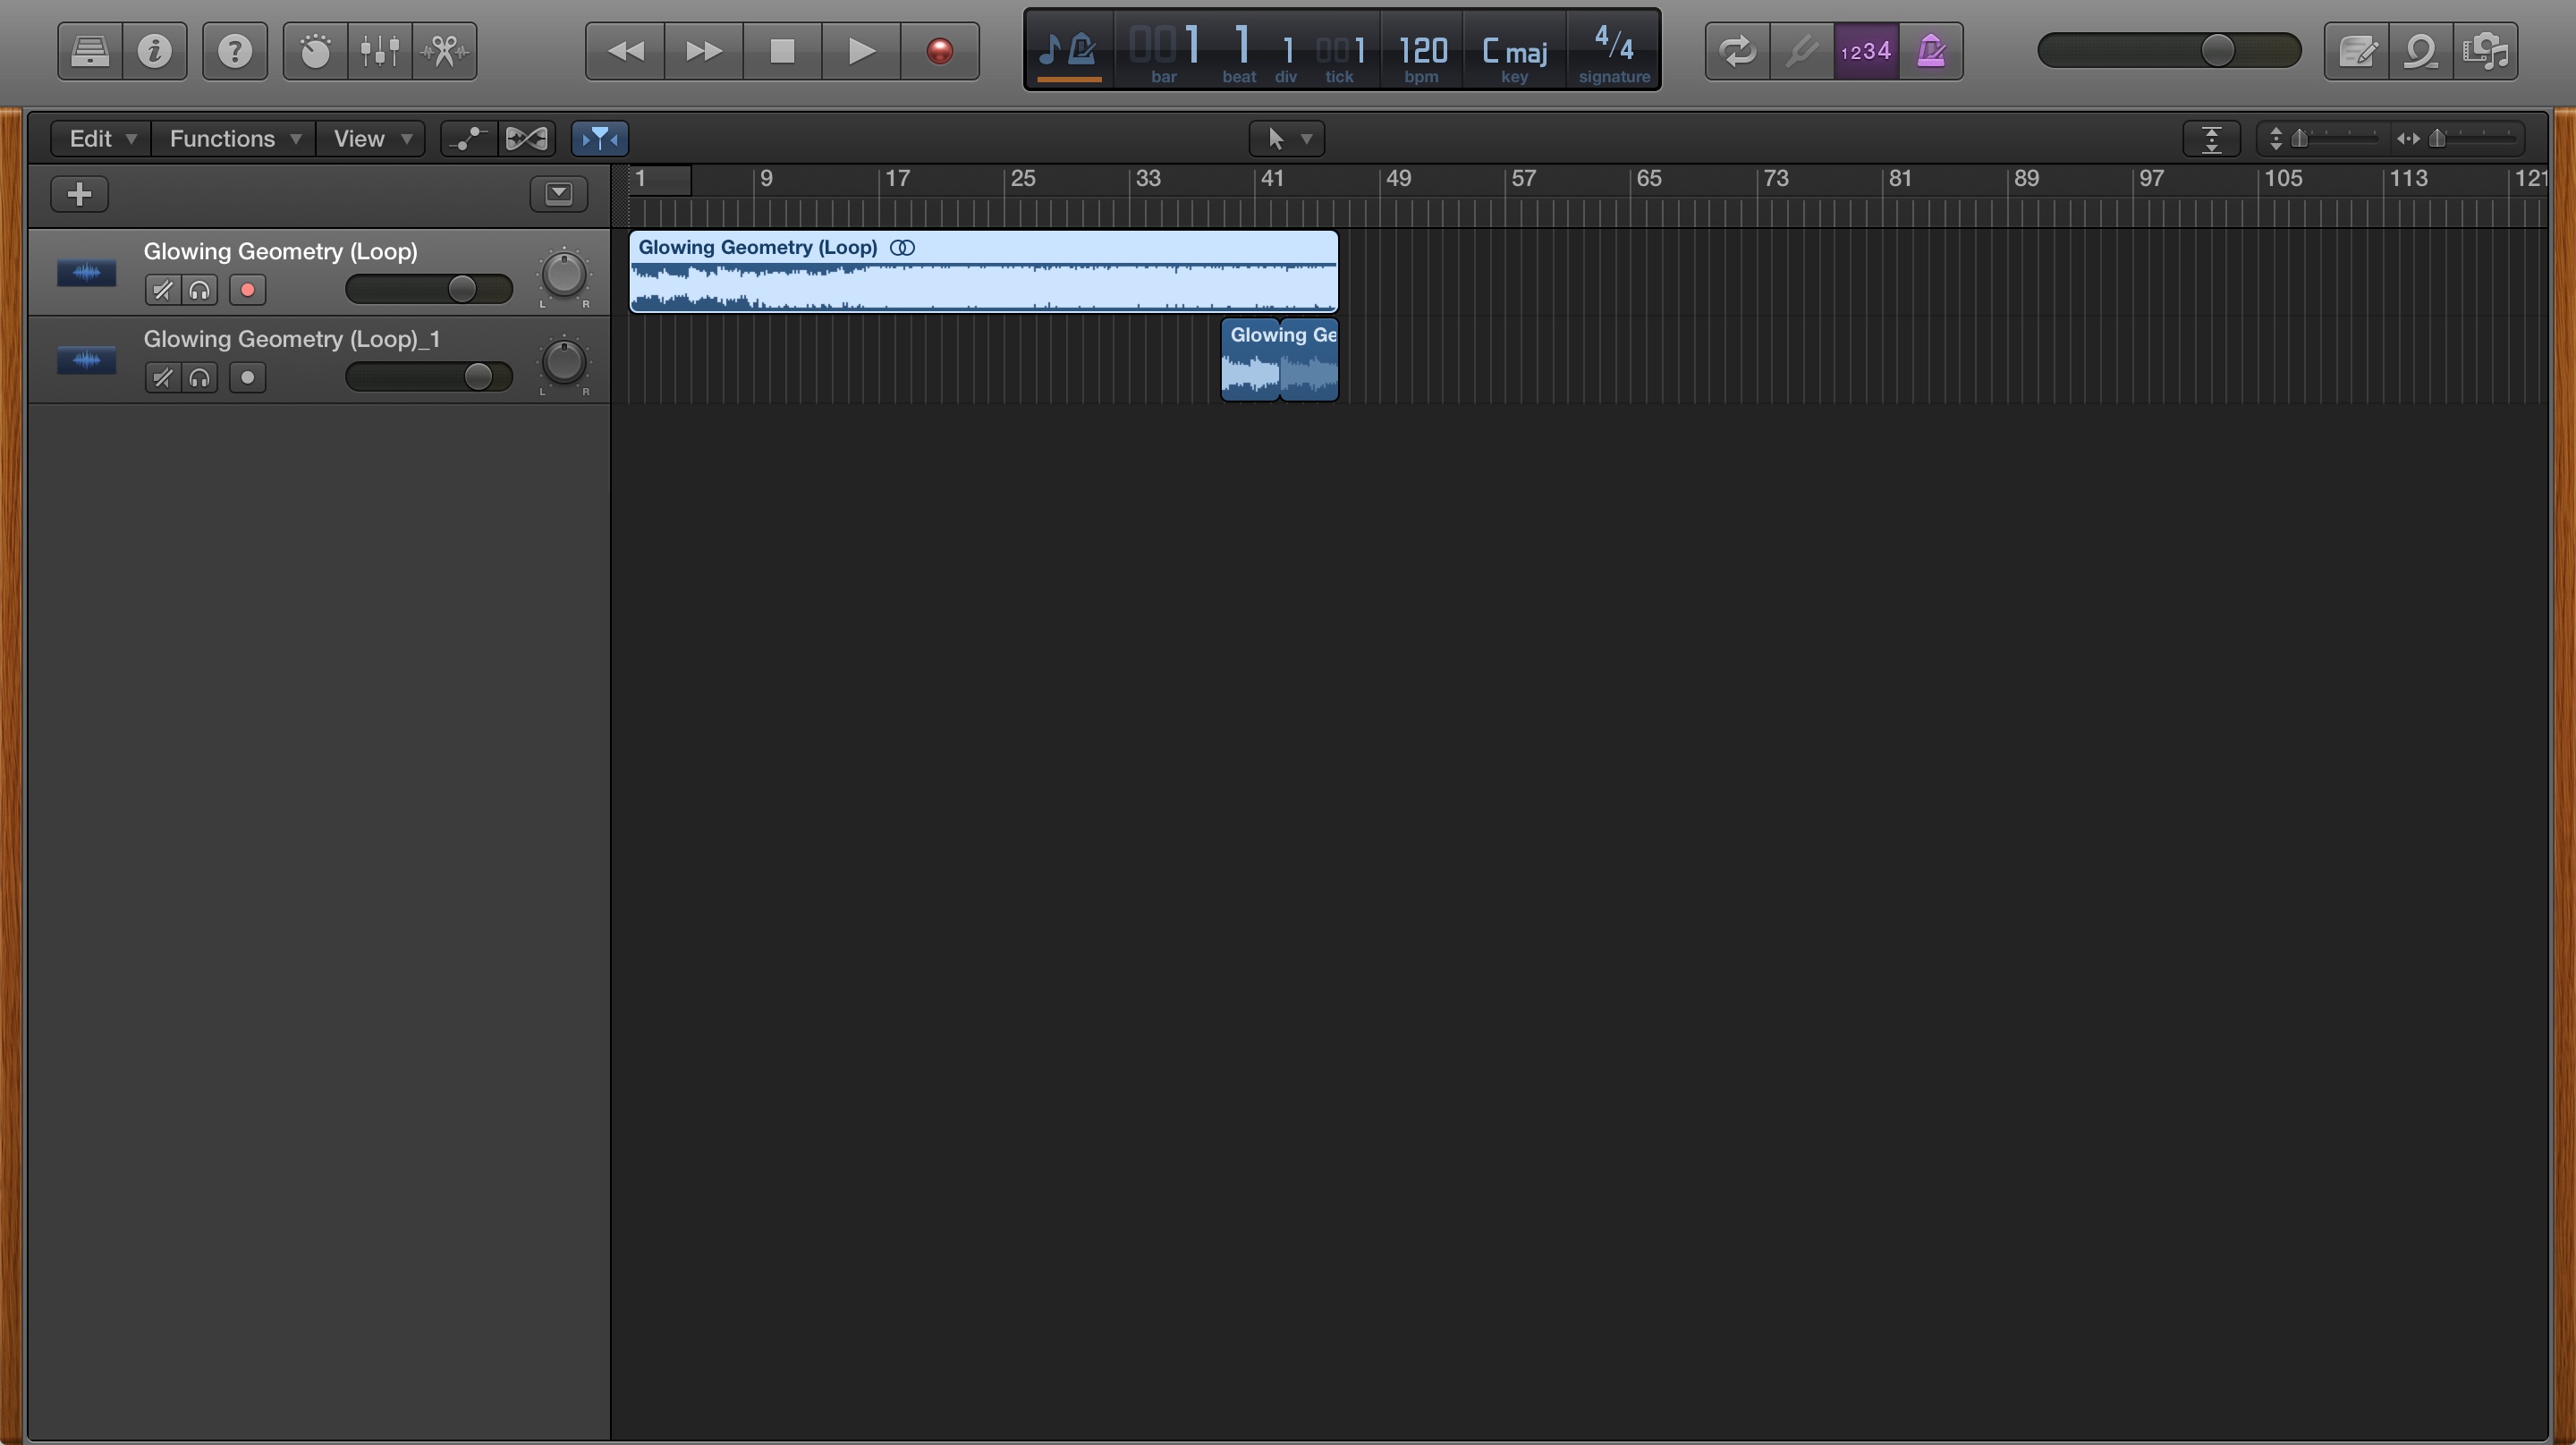 001 1 1 001 120 C maj 4/4
bar beat div tick bpm key signature
1234
Edit Functions View
1 9 17 25 33 41 49 57 65 73 81 89 97 105 113 121
Glowing Geometry (Loop)
L R
Glowing Geometry (Loop)
Glowing Geometry (Loop)_1
L R
Glowing Ge